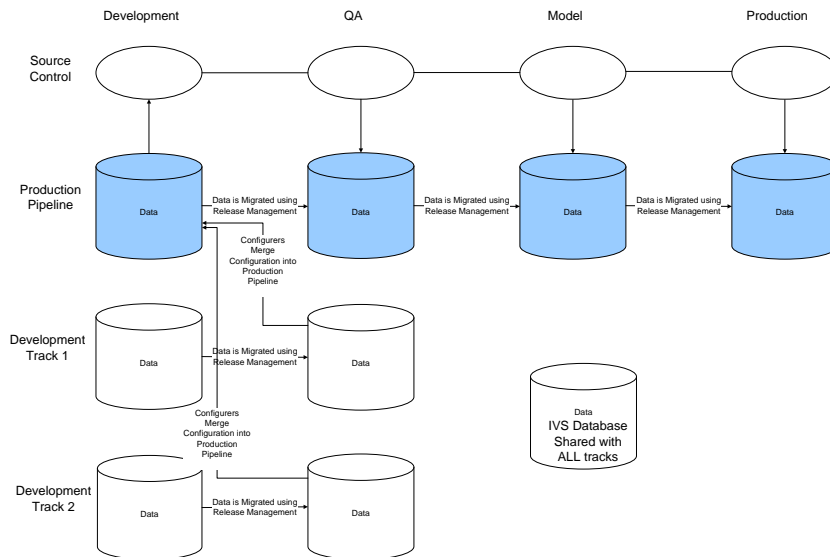 Development
QA
Model
Production
Source
Control
Production
Pipeline
Data
Data is Migrated using
Release Management
Data
Data is Migrated using
Release Management
Data
Data is Migrated using
Release Management
Data
Configurers
Merge
Configuration into
Production
Pipeline
Development
Track 1
Data
Data is Migrated using
Release Management
Data
Configurers
Merge
Configuration into
Production
Pipeline
Data
IVS Database
Shared with
ALL tracks
Development
Track 2
Data
Data is Migrated using
Release Management
Data